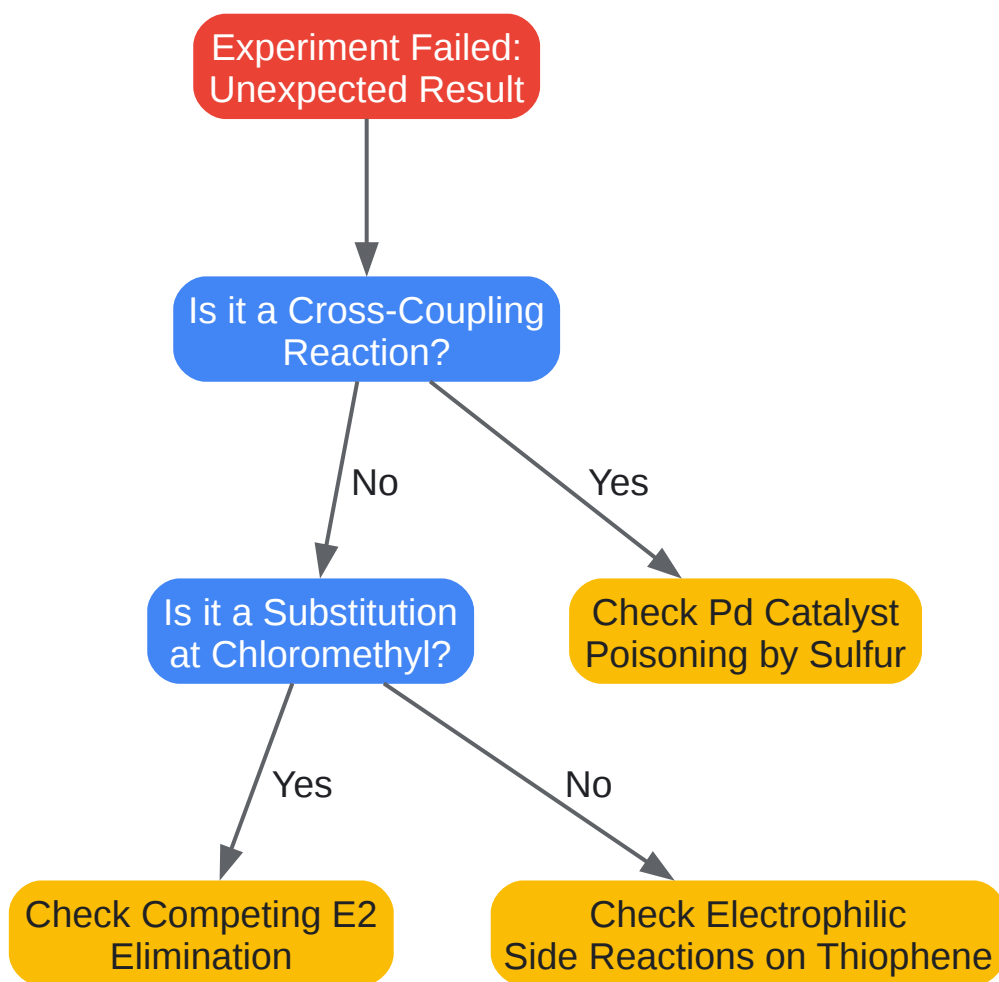 Experiment Failed:
Unexpected Result
Is it a Cross-Coupling
Reaction?
No
Yes
Is it a Substitution
at Chloromethyl?
Check Pd Catalyst
Poisoning by Sulfur
Yes
No
Check Competing E2
Elimination
Check Electrophilic
Side Reactions on Thiophene